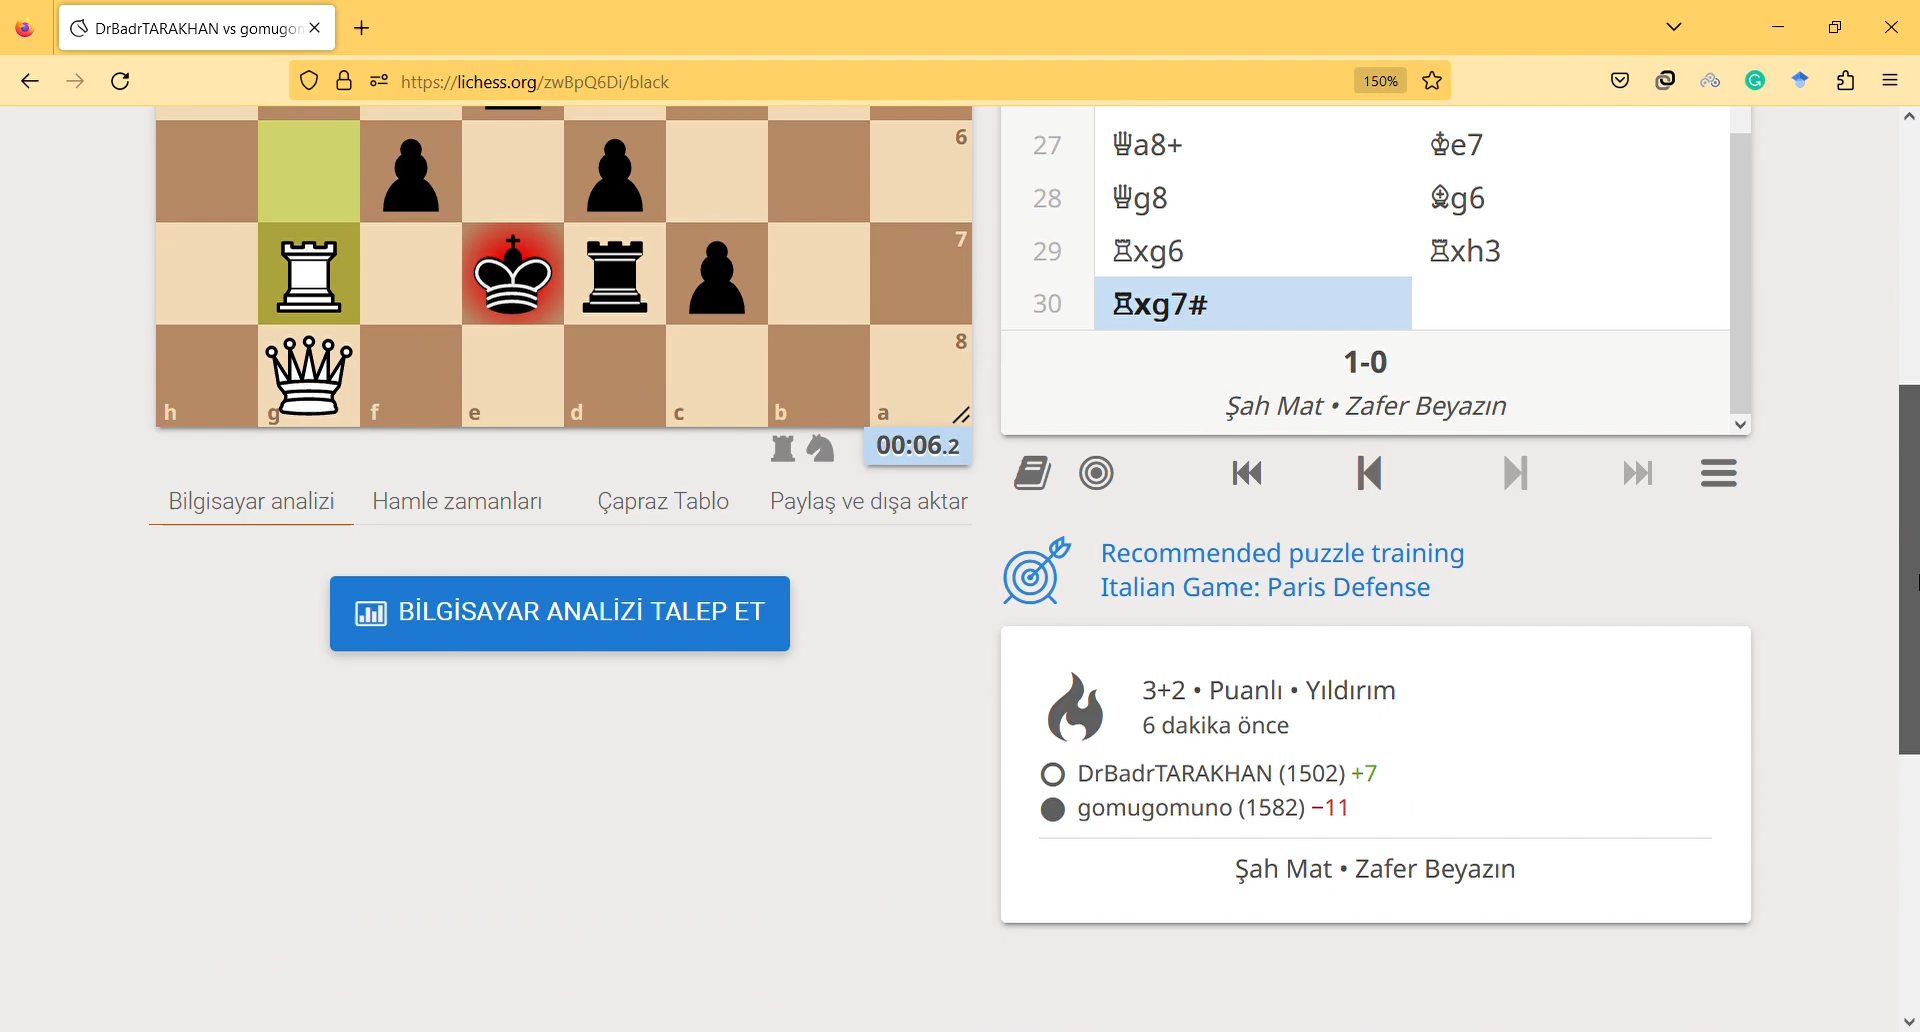 DrBadrTARAKHAN vs gomugo
https://lichess.org/zwBpQ6Di/black
150%
6
7
8
h g f e d c b a
00:06.2
27 ♕a8+ ♔e7
28 ♕g8 ♗g6
29 ♖xg6 ♖xh3
30 ♖xg7#
1-0
Şah Mat • Zafer Beyazın
Bilgisayar analizi Hamle zamanları Çapraz Tablo Paylaş ve dışa aktar
BİLGİSAYAR ANALİZİ TALEP ET
Recommended puzzle training
Italian Game: Paris Defense
3+2 • Puanlı • Yıldırım
6 dakika önce
DrBadrTARAKHAN (1502) +7
gomugomuno (1582) −11
Şah Mat • Zafer Beyazın